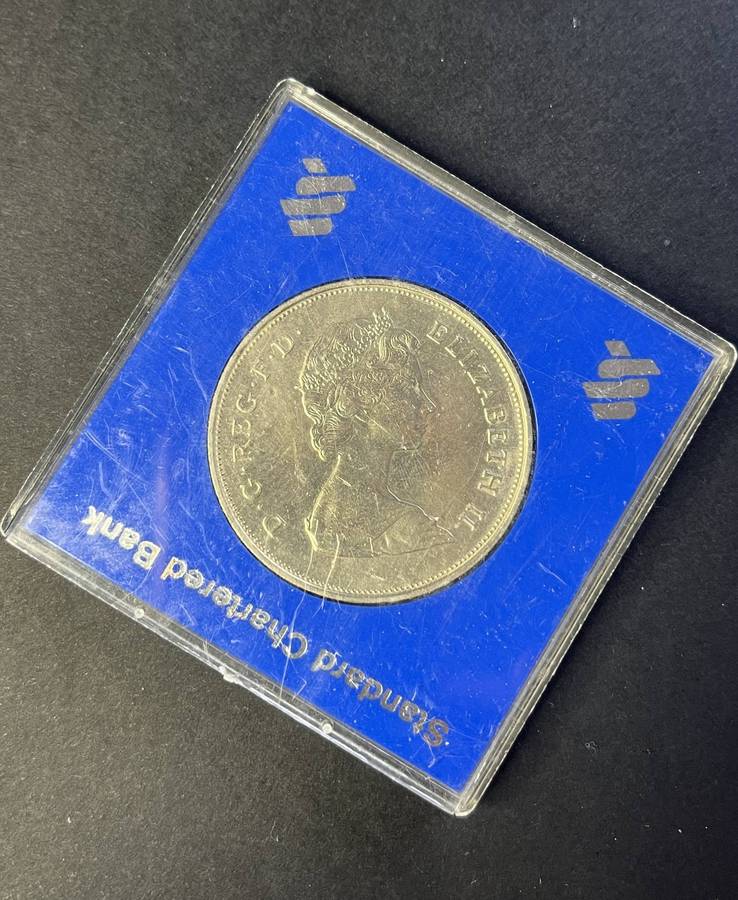 D·G·REG·F·D·
ELIZABETH II
Standard Chartered Bank